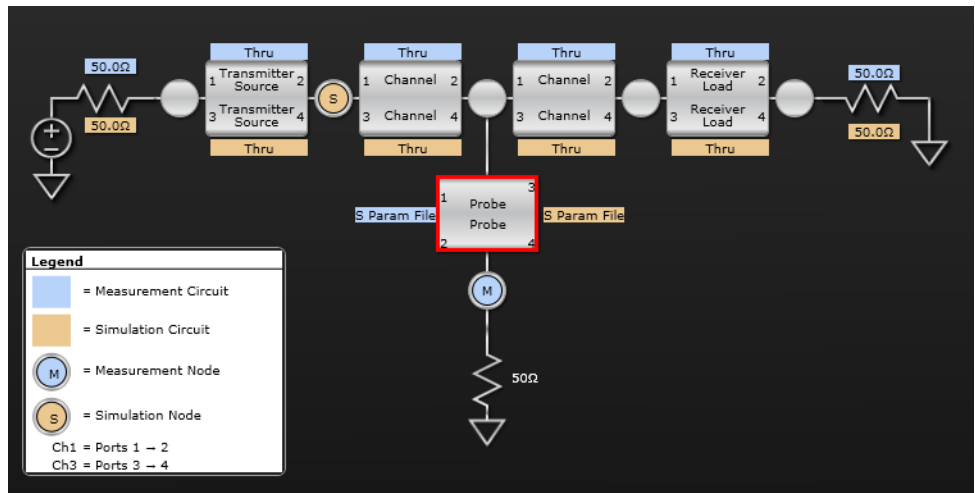 Thru Thru Thru Thru
50.0Ω 1 Transmitter Source 2 1 Channel 2 1 Channel 2 1 Receiver Load 2 50.0Ω
S
50.0Ω 3 Transmitter Source 4 3 Channel 4 3 Channel 4 3 Receiver Load 4 50.0Ω
Thru Thru Thru Thru
1 Probe 3
S Param File S Param File
2 Probe 4
M
50Ω
Legend
= Measurement Circuit
= Simulation Circuit
M = Measurement Node
S = Simulation Node
Ch1 = Ports 1 → 2
Ch3 = Ports 3 → 4